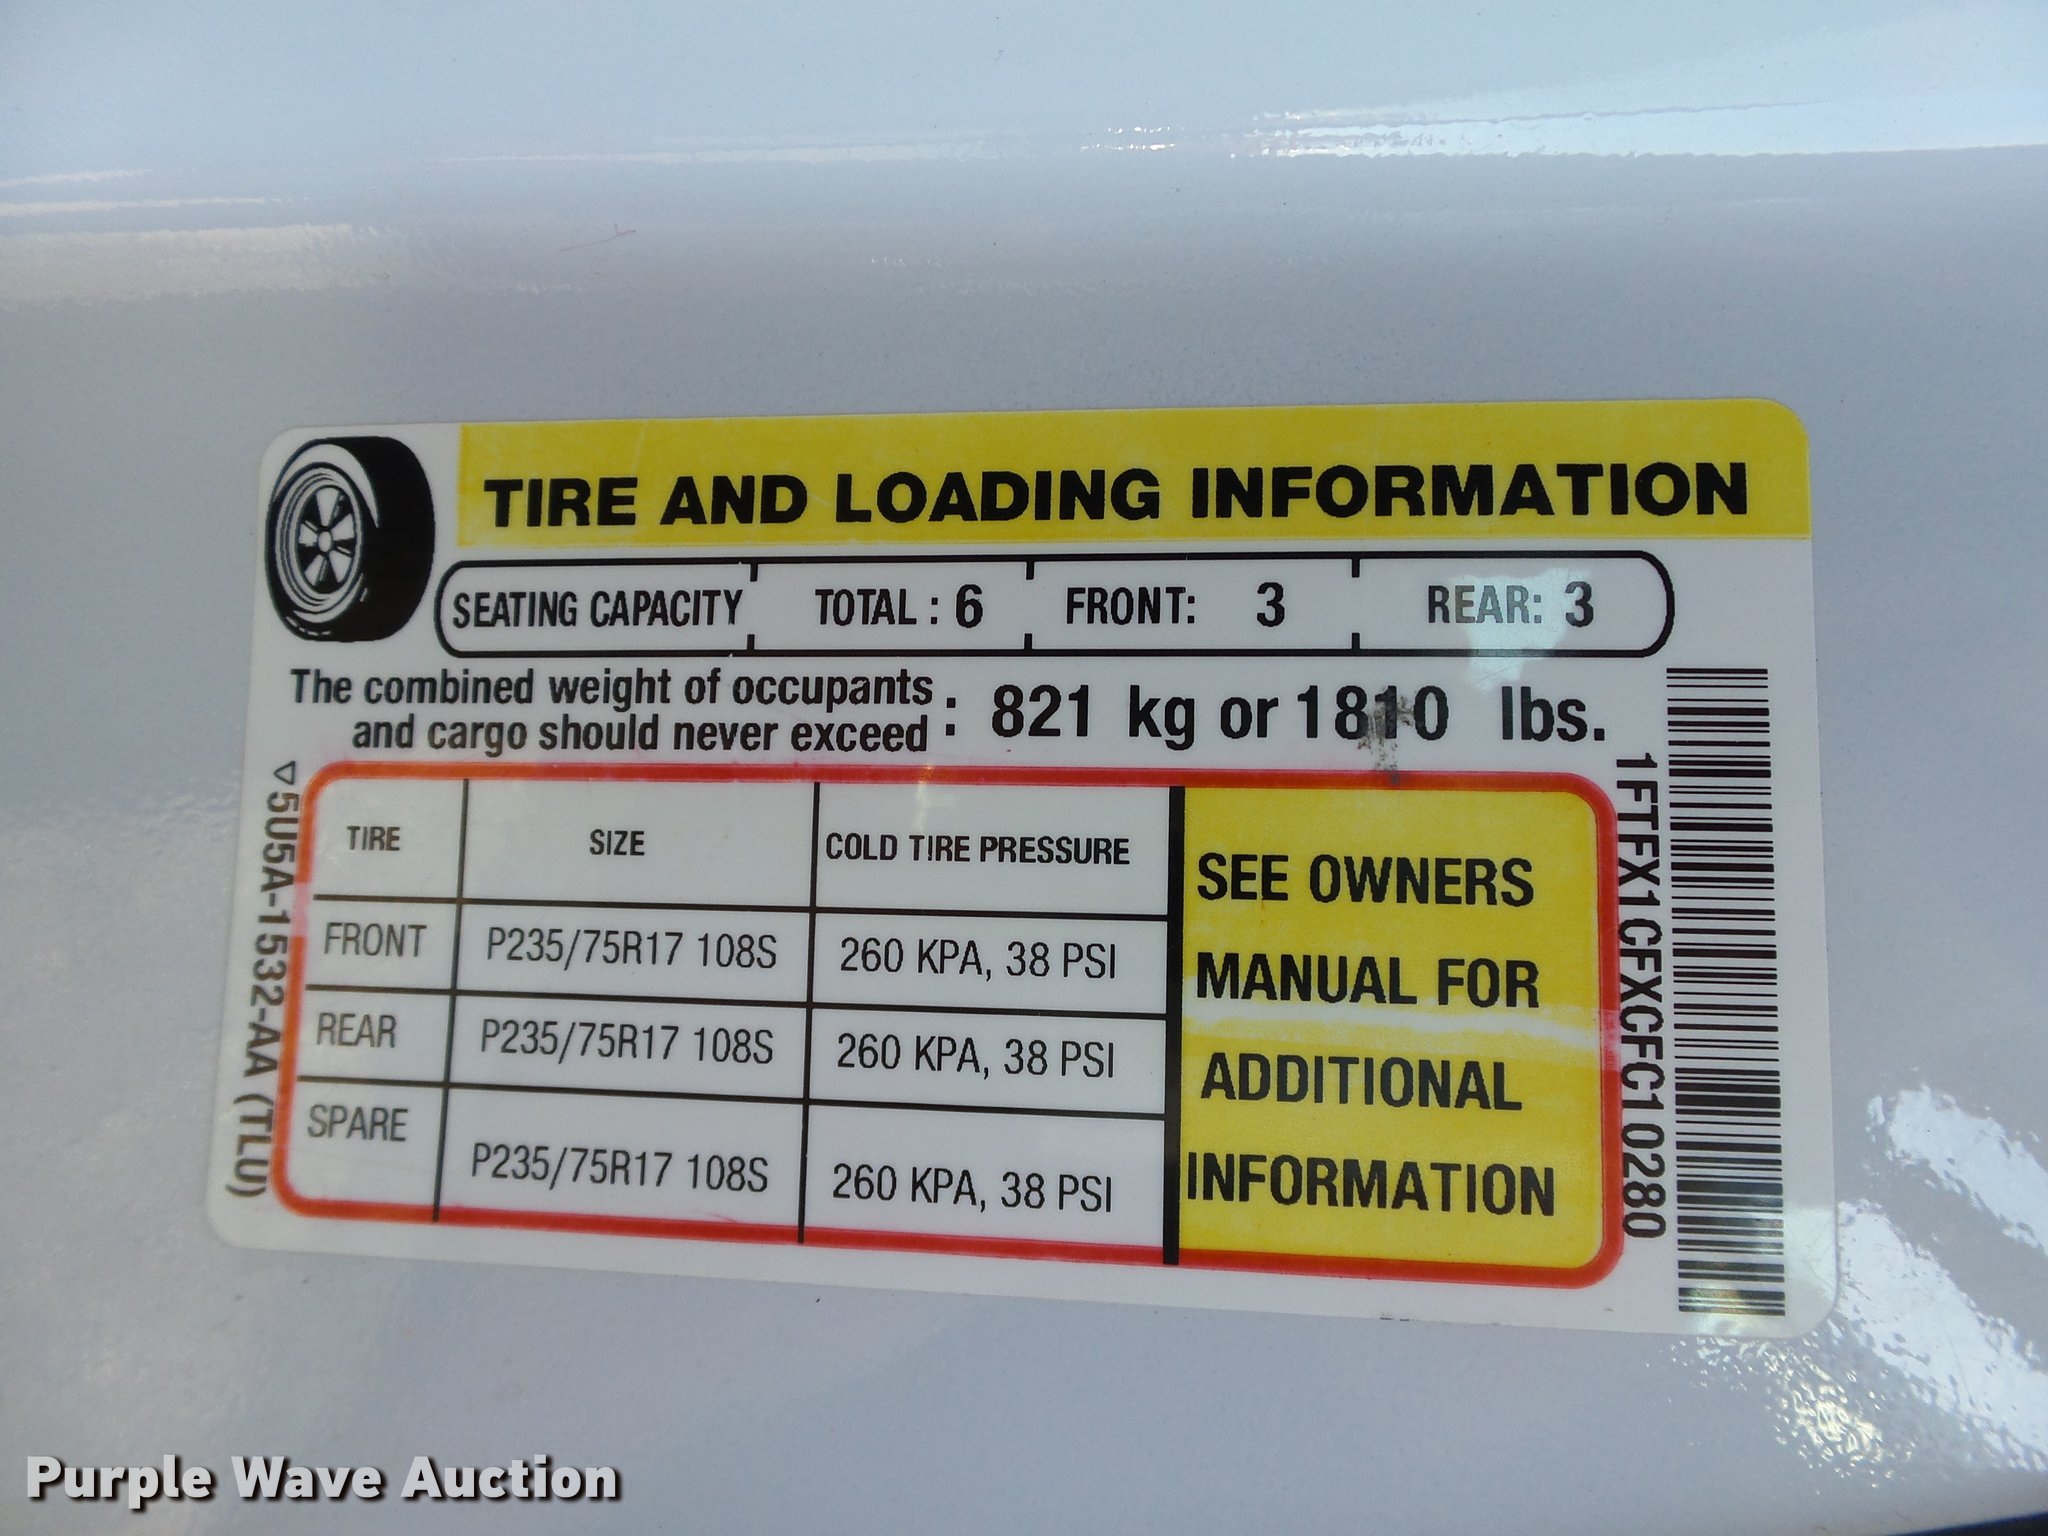 TIRE AND LOADING INFORMATION
SEATING CAPACITY TOTAL : 6 FRONT: 3 REAR: 3
The combined weight of occupants
and cargo should never exceed : 821 kg or 1810 lbs.
TIRE SIZE COLD TIRE PRESSURE
FRONT P235/75R17 108S 260 KPA, 38 PSI
REAR P235/75R17 108S 260 KPA, 38 PSI
SPARE P235/75R17 108S 260 KPA, 38 PSI
SEE OWNERS
MANUAL FOR
ADDITIONAL
INFORMATION
5U5A-1532-AA (TLU)
1FTFX1CFXCFC10280
Purple Wave Auction